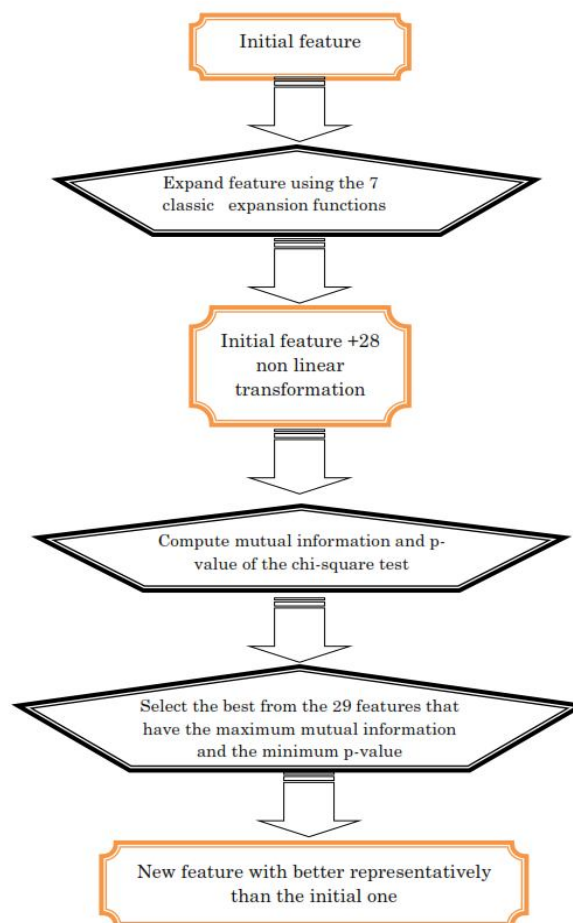 Initial feature
Expand feature using the 7
classic expansion functions
Initial feature +28
non linear
transformation
Compute mutual information and p-
value of the chi-square test
Select the best from the 29 features that
have the maximum mutual information
and the minimum p-value
New feature with better representatively
than the initial one